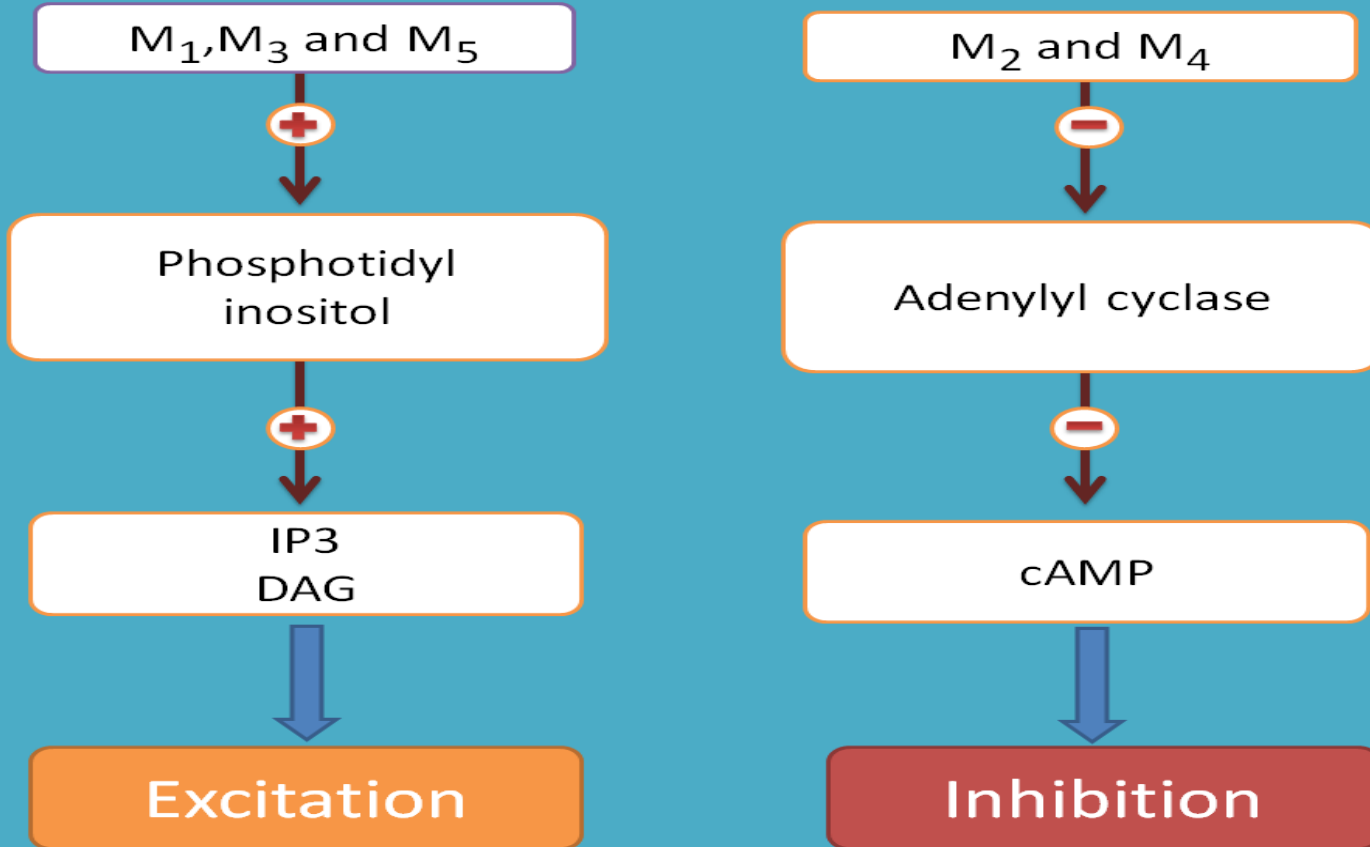 M₁,M₃ and M₅
Phosphotidyl
inositol
IP3
DAG
Excitation
M₂ and M₄
Adenylyl cyclase
cAMP
Inhibition